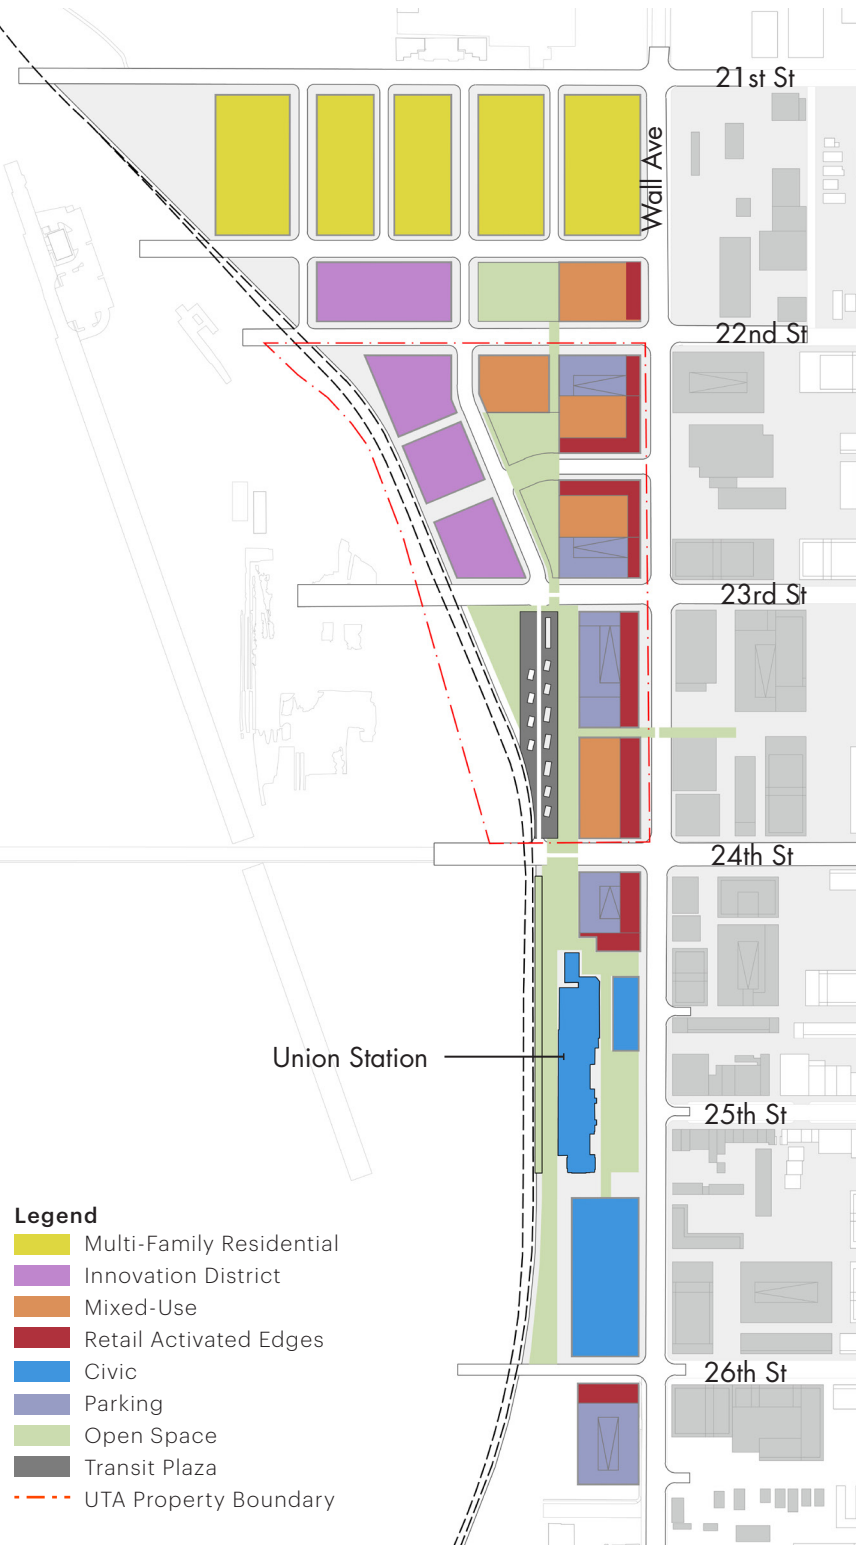 21st St
Wall Ave
22nd St
23rd St
24th St
Union Station
25th St
Legend
Multi-Family Residential
Innovation District
Mixed-Use
Retail Activated Edges
Civic
Parking
Open Space
Transit Plaza
UTA Property Boundary
26th St